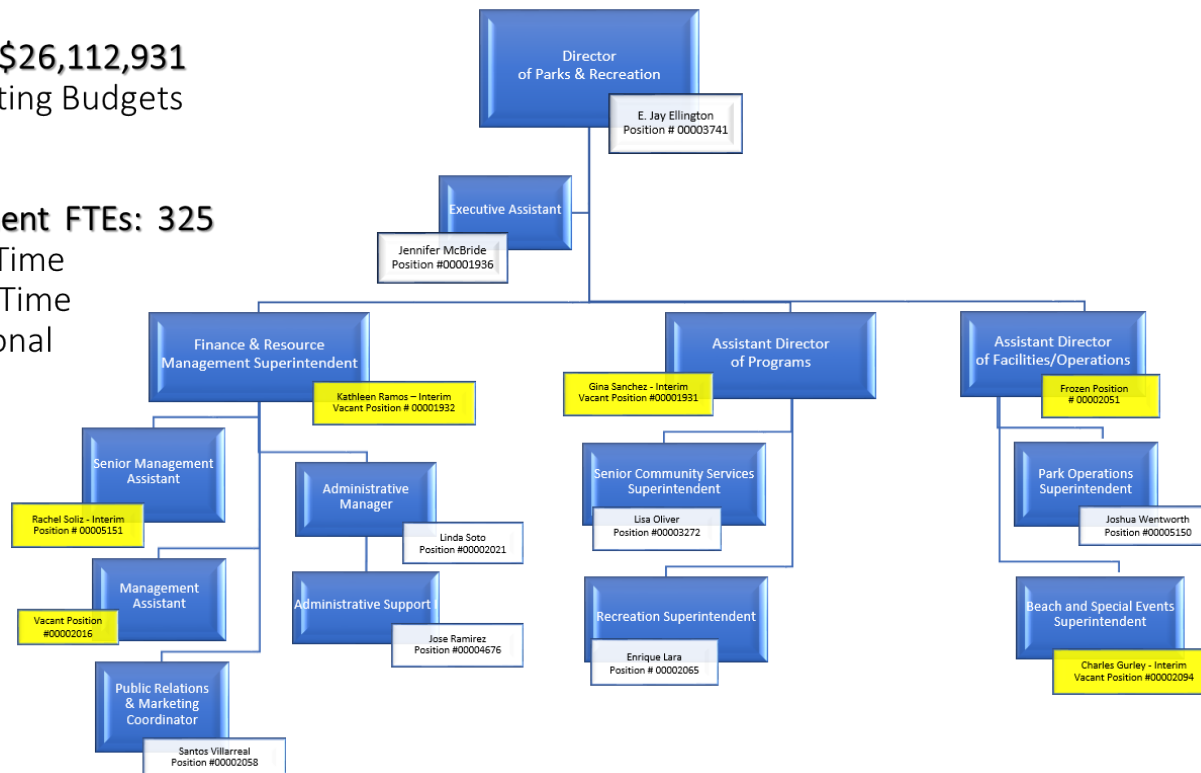 $26,112,931
ting Budgets
ent FTEs: 325
Time
Time
onal
Director
of Parks & Recreation
E. Jay Ellington
Position # 00003741
Executive Assistant
Jennifer McBride
Position #00001936
Finance & Resource
Management Superintendent
Kathleen Ramos – Interim
Vacant Position # 00001932
Assistant Director
of Programs
Gina Sanchez - Interim
Vacant Position #00001931
Assistant Director
of Facilities/Operations
Frozen Position
# 00002051
Senior Management
Assistant
Rachel Soliz - Interim
Position # 00005151
Administrative
Manager
Linda Soto
Position #00002021
Senior Community Services
Superintendent
Lisa Oliver
Position #00003272
Park Operations
Superintendent
Joshua Wentworth
Position #00005150
Management
Assistant
Vacant Position
#00002016
Administrative Support I
Jose Ramirez
Position #00004676
Recreation Superintendent
Enrique Lara
Position # 00002065
Beach and Special Events
Superintendent
Charles Gurley - Interim
Vacant Position #00002094
Public Relations
& Marketing
Coordinator
Santos Villarreal
Position #00002058